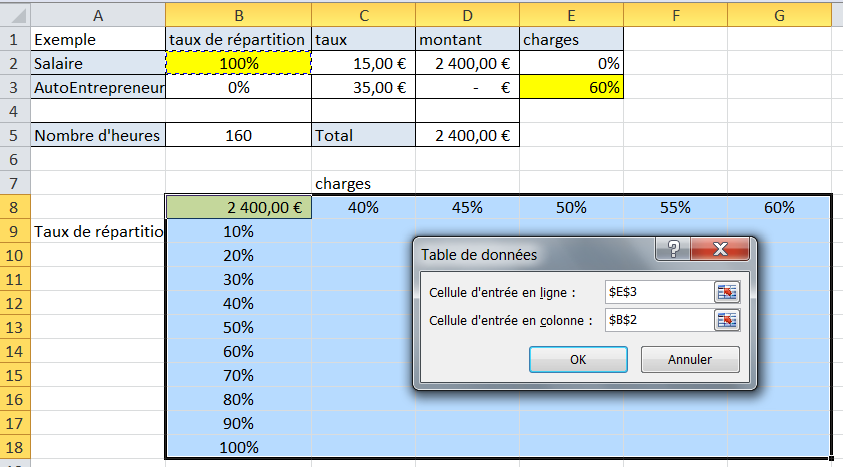 A B C D E F G
1 Exemple taux de répartition taux montant charges
2 Salaire 100% 15,00 € 2 400,00 € 0%
3 AutoEntrepreneur 0% 35,00 € - € 60%
4
5 Nombre d'heures 160 Total 2 400,00 €
6
7 charges
8 2 400,00 € 40% 45% 50% 55% 60%
9 Taux de répartitio 10%
10 20%
11 30%
12 40%
13 50%
14 60%
15 70%
16 80%
17 90%
18 100%
Table de données
Cellule d'entrée en ligne : $E$3
Cellule d'entrée en colonne : $B$2
OK Annuler